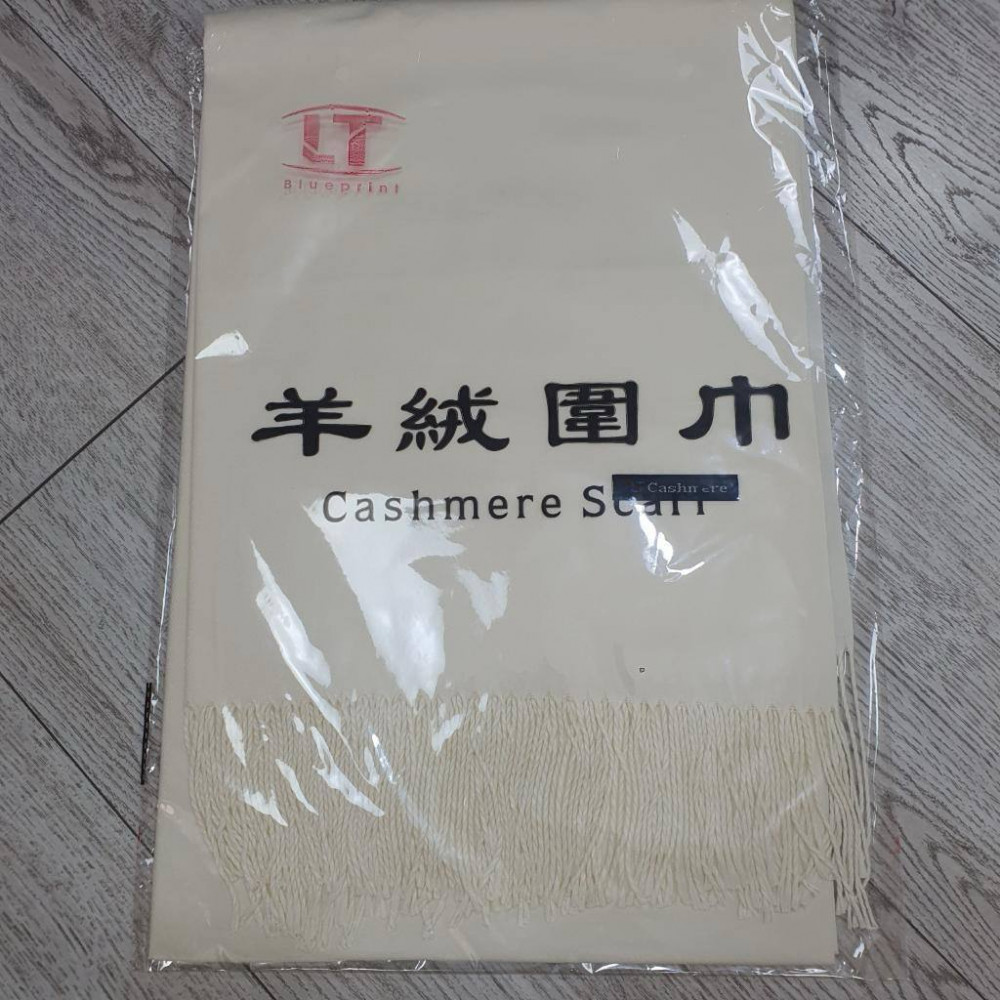 LT
Blueprint
羊絨圍巾
Cashmere
Cashmere Scarf